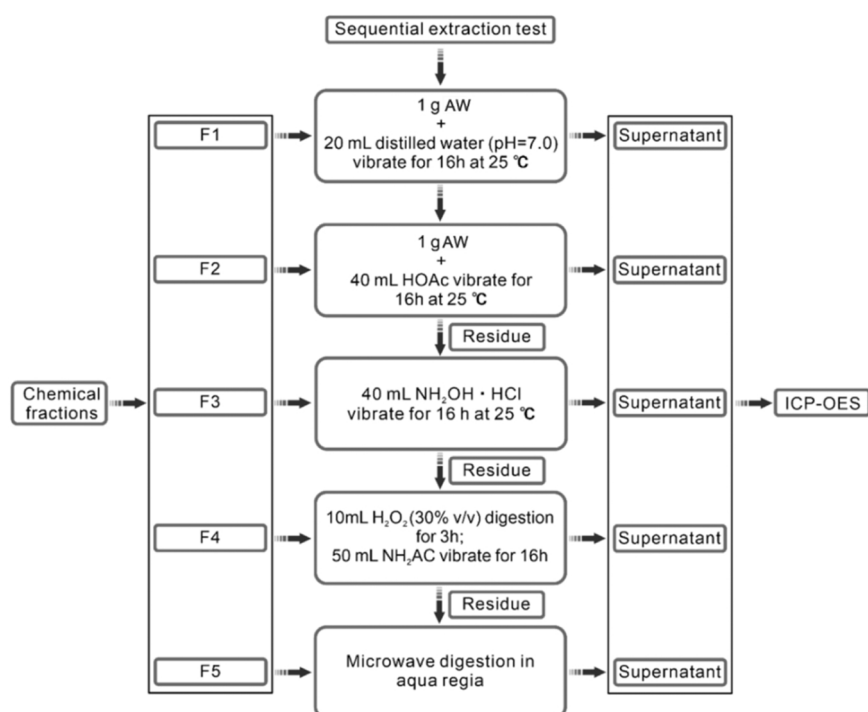 Sequential extraction test
1 g AW
+
20 mL distilled water (pH=7.0)
vibrate for 16h at 25 ℃
F1
Supernatant
1 gAW
+
40 mL HOAc vibrate for
16h at 25 ℃
F2
Supernatant
Residue
Chemical
fractions
F3
40 mL NH₂OH · HCl
vibrate for 16 h at 25 ℃
Supernatant
ICP-OES
Residue
F4
10mL H₂O₂(30% v/v) digestion
for 3h;
50 mL NH₂AC vibrate for 16h
Supernatant
Residue
F5
Microwave digestion in
aqua regia
Supernatant